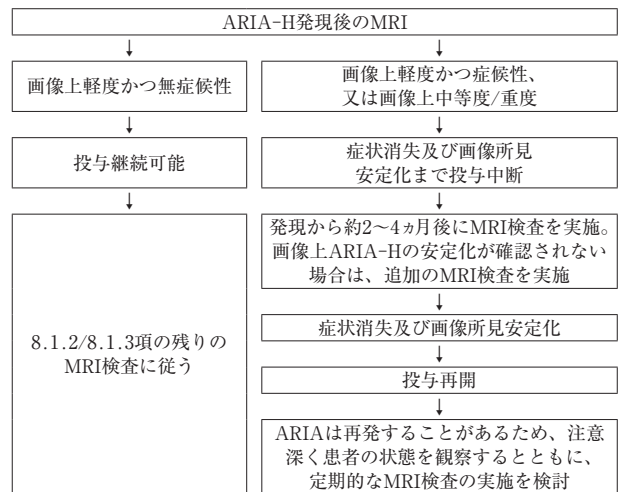 ARIA-H発現後のMRI
画像上軽度かつ無症候性
投与継続可能
8.1.2/8.1.3項の残りの
MRI検査に従う
画像上軽度かつ症候性、
又は画像上中等度/重度
症状消失及び画像所見
安定化まで投与中断
発現から約2〜4ヵ月後にMRI検査を実施。
画像上ARIA-Hの安定化が確認されない
場合は、追加のMRI検査を実施
症状消失及び画像所見安定化
投与再開
ARIAは再発することがあるため、注意
深く患者の状態を観察するとともに、
定期的なMRI検査の実施を検討